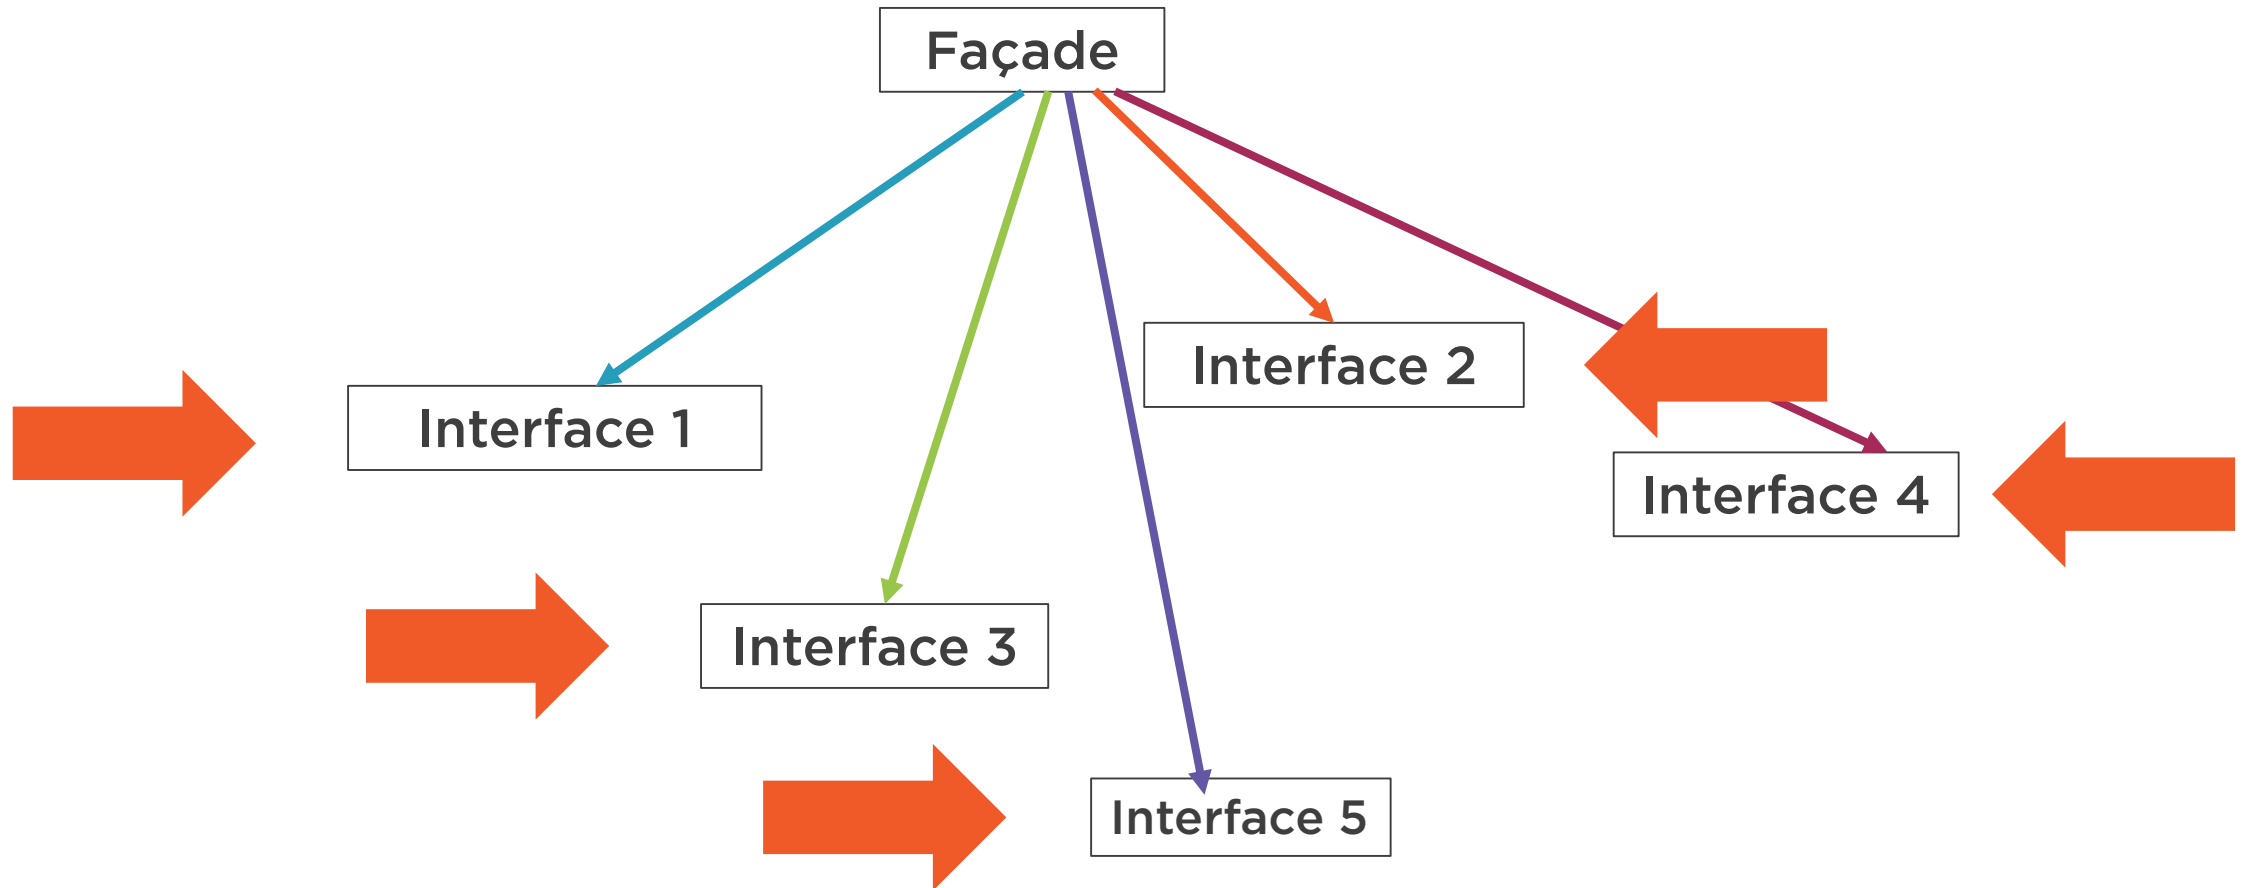 Façade
Interface 2
Interface 1
Interface 4
Interface 3
Interface 5